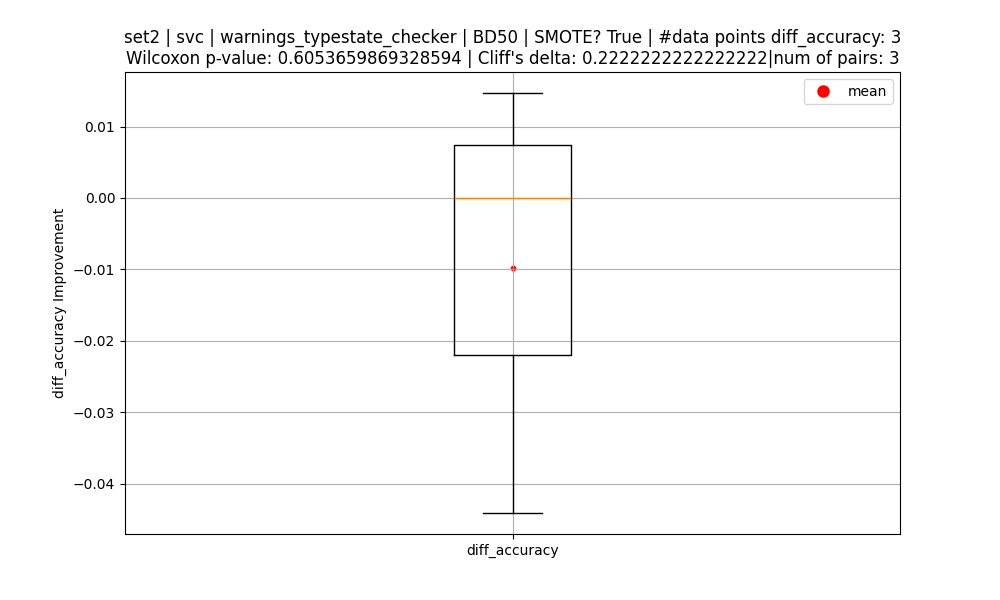 set2 | svc | warnings_typestate_checker | BD50 | SMOTE? True | #data points diff_accuracy: 3
Wilcoxon p-value: 0.6053659869328594 | Cliff's delta: 0.2222222222222222|num of pairs: 3
mean
0.01
0.00
−0.01
−0.02
−0.03
−0.04
diff_accuracy Improvement
diff_accuracy